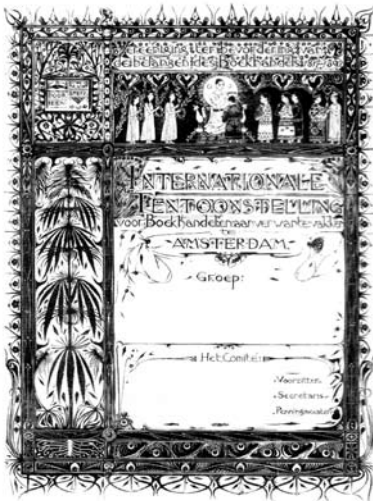 Vereeniging ter bevordering van
de belangen des Boekhandels
INTERNATIONALE
TENTOONSTELLING
voor Boekhandel en aanverwante vakken
te
AMSTERDAM.
Groep:
Het Comité:
Voorzitter.
Secretaris.
Penningmeester.